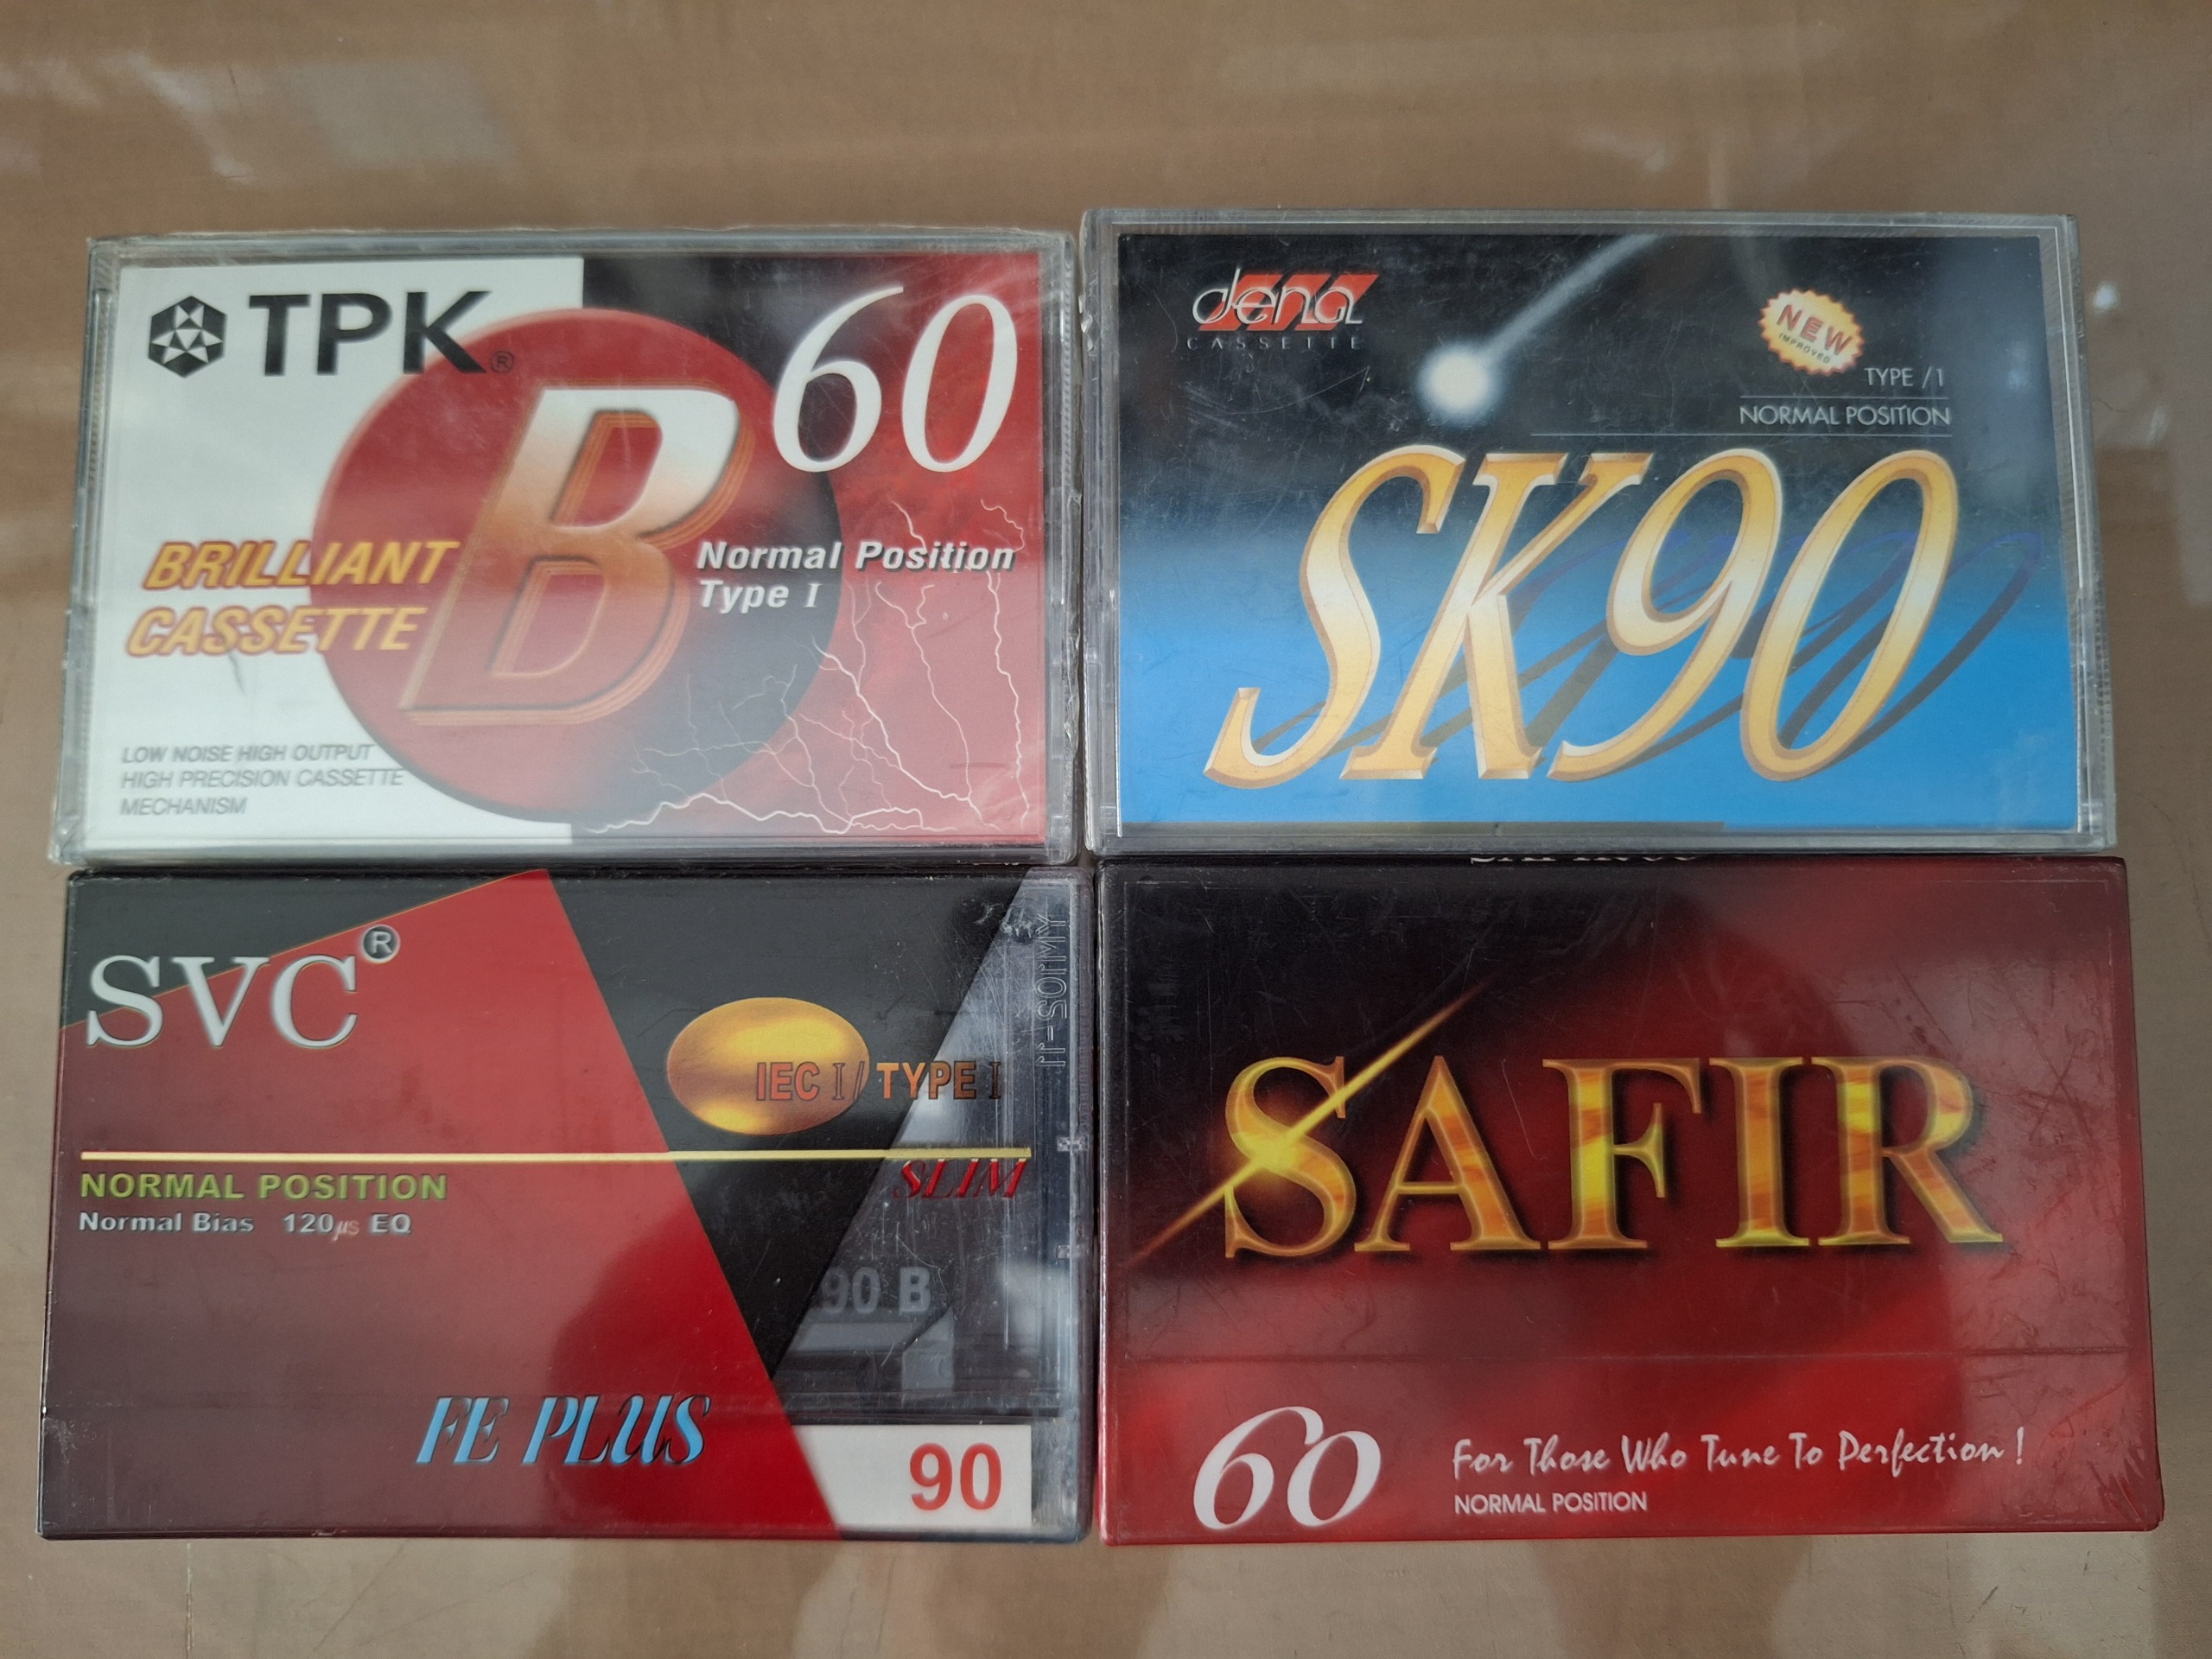 TPK®
B
60
BRILLIANT
CASSETTE
Normal Position
Type I
LOW NOISE HIGH OUTPUT
HIGH PRECISION CASSETTE
MECHANISM
dena
CASSETTE
NEW
IMPROVED
TYPE /1
NORMAL POSITION
SK90
SVC®
IEC I/ TYPE I
SLIM
NORMAL POSITION
Normal Bias 120μs EQ
90 B
FE PLUS
90
SAFIR
60
For Those Who Tune To Perfection!
NORMAL POSITION